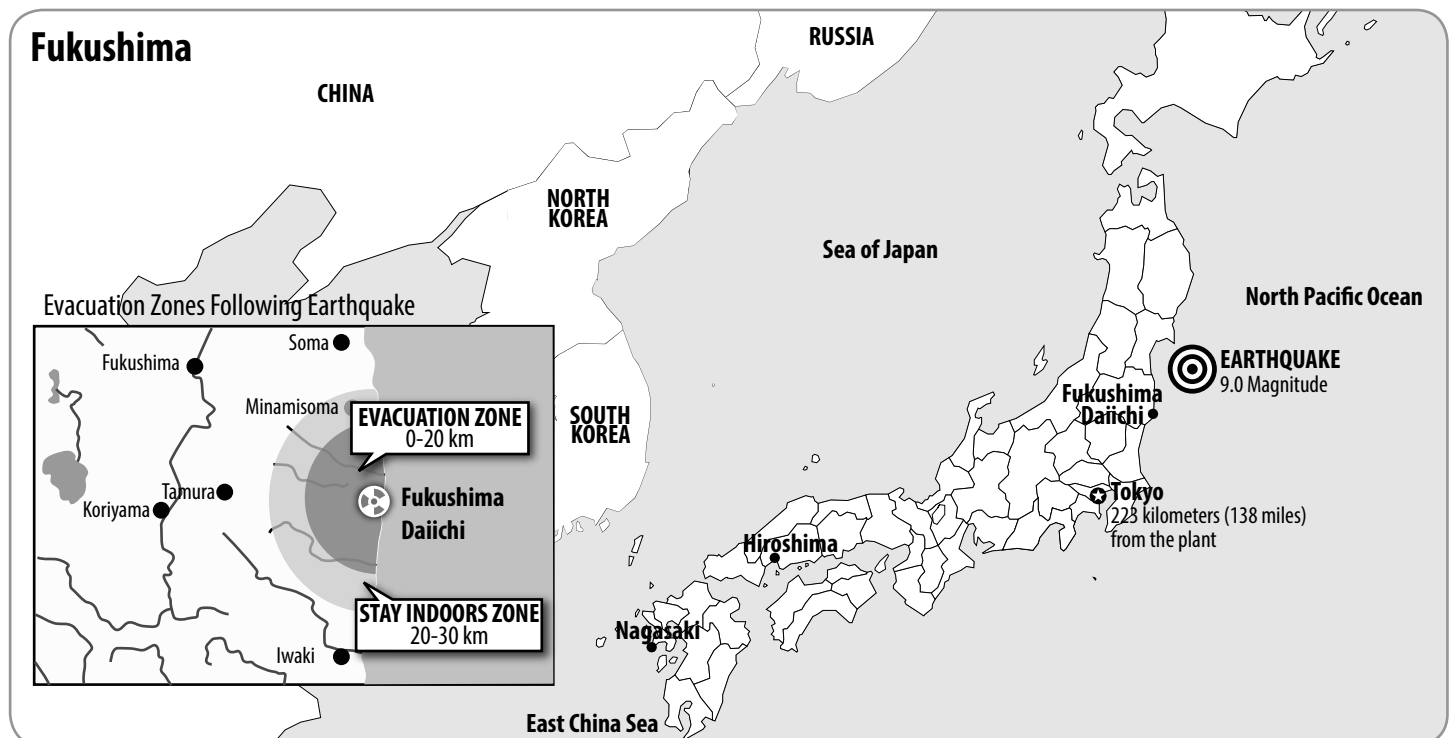 Fukushima
RUSSIA
CHINA
NORTH
KOREA
Sea of Japan
North Pacific Ocean
EARTHQUAKE
9.0 Magnitude
Fukushima
Daiichi
SOUTH
KOREA
Tokyo
223 kilometers (138 miles)
from the plant
Hiroshima
Nagasaki
East China Sea
Evacuation Zones Following Earthquake
Soma
Fukushima
Minamisoma
EVACUATION ZONE
0-20 km
Tamura
Koriyama
Fukushima
Daiichi
STAY INDOORS ZONE
20-30 km
Iwaki